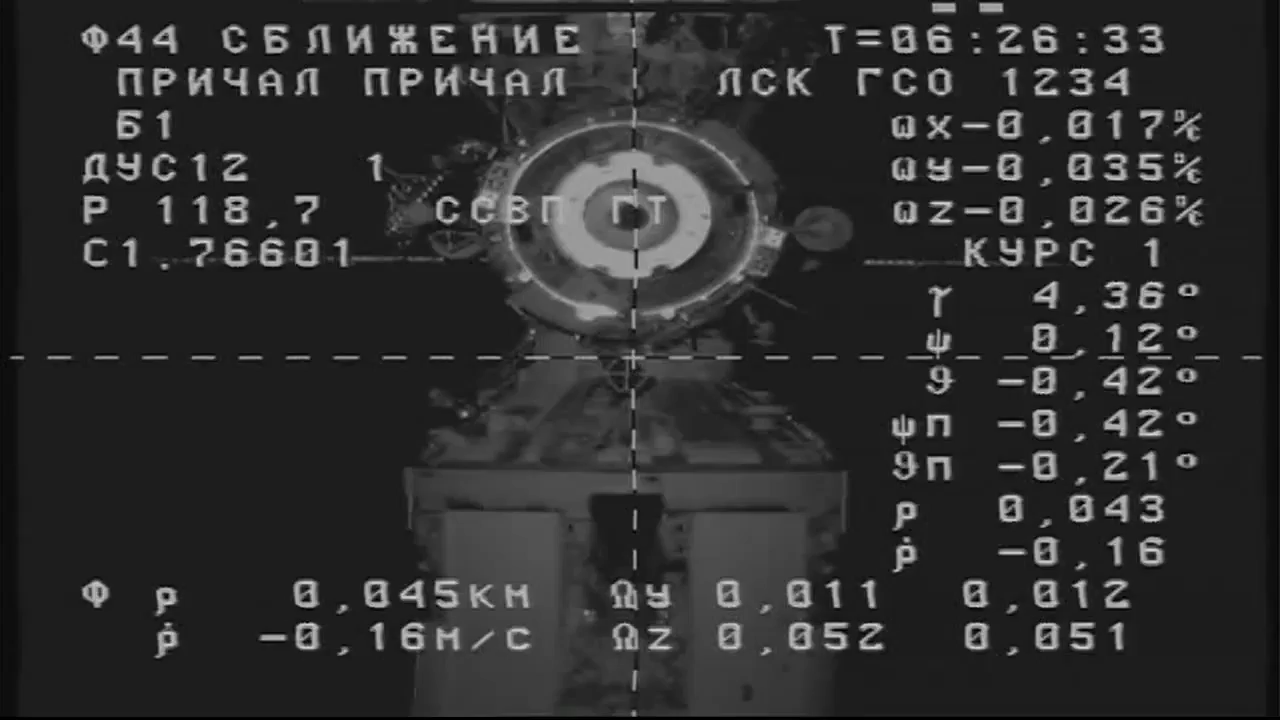 Ф44 СБЛИЖЕНИЕ Т=06:26:33
ПРИЧАЛ ПРИЧАЛ ЛСК ГСО 1234
Б1 ωX-0,017°/с
ДУС12 1 ωУ-0,035°/с
Р 118,7 ССВП ГТ ωZ-0,026°/с
С1.76601 КУРС 1
γ 4,36°
ψ 0,12°
ϑ -0,42°
ψП -0,42°
ϑП -0,21°
ρ 0,043
ρ̇ -0,16
Ф ρ 0,045КМ ΩУ 0,011 0,012
ρ̇ -0,16М/С ΩZ 0,052 0,051